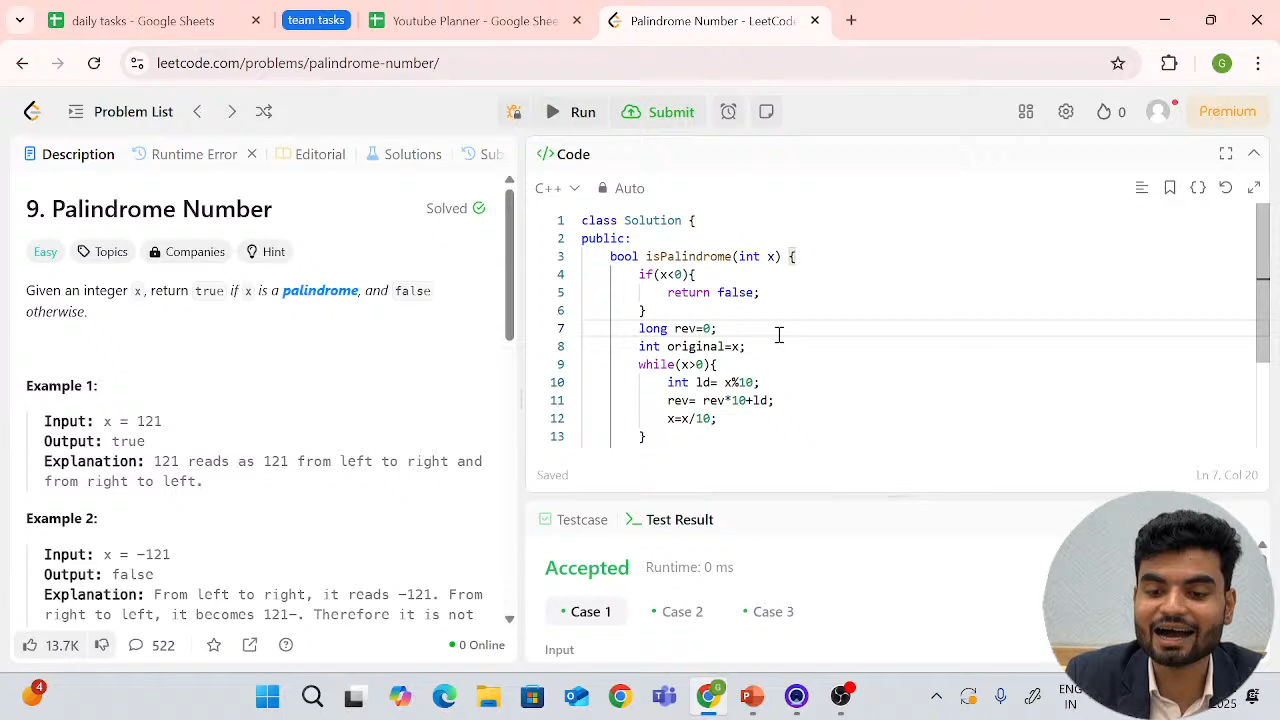 daily tasks - Google Sheets
team tasks
Youtube Planner - Google Shee
Palindrome Number - LeetCode
leetcode.com/problems/palindrome-number/
Problem List
Run
Submit
0
Premium
Description
Runtime Error
Editorial
Solutions
Sub
9. Palindrome Number
Solved
Easy
Topics
Companies
Hint
Given an integer x, return true if x is a palindrome, and false
otherwise.
Example 1:
Input: x = 121
Output: true
Explanation: 121 reads as 121 from left to right and
from right to left.
Example 2:
Input: x = -121
Output: false
Explanation: From left to right, it reads -121. From
right to left, it becomes 121-. Therefore it is not
13.7K
522
0 Online
</> Code
C++
Auto
1 class Solution {
2 public:
3 bool isPalindrome(int x) {
4 if(x<0){
5 return false;
6 }
7 long rev=0;
8 int original=x;
9 while(x>0){
10 int ld= x%10;
11 rev= rev*10+ld;
12 x=x/10;
13 }
Saved
Ln 7, Col 20
Testcase
Test Result
Accepted
Runtime: 0 ms
Case 1
Case 2
Case 3
Input
4
ENG
IN
2025